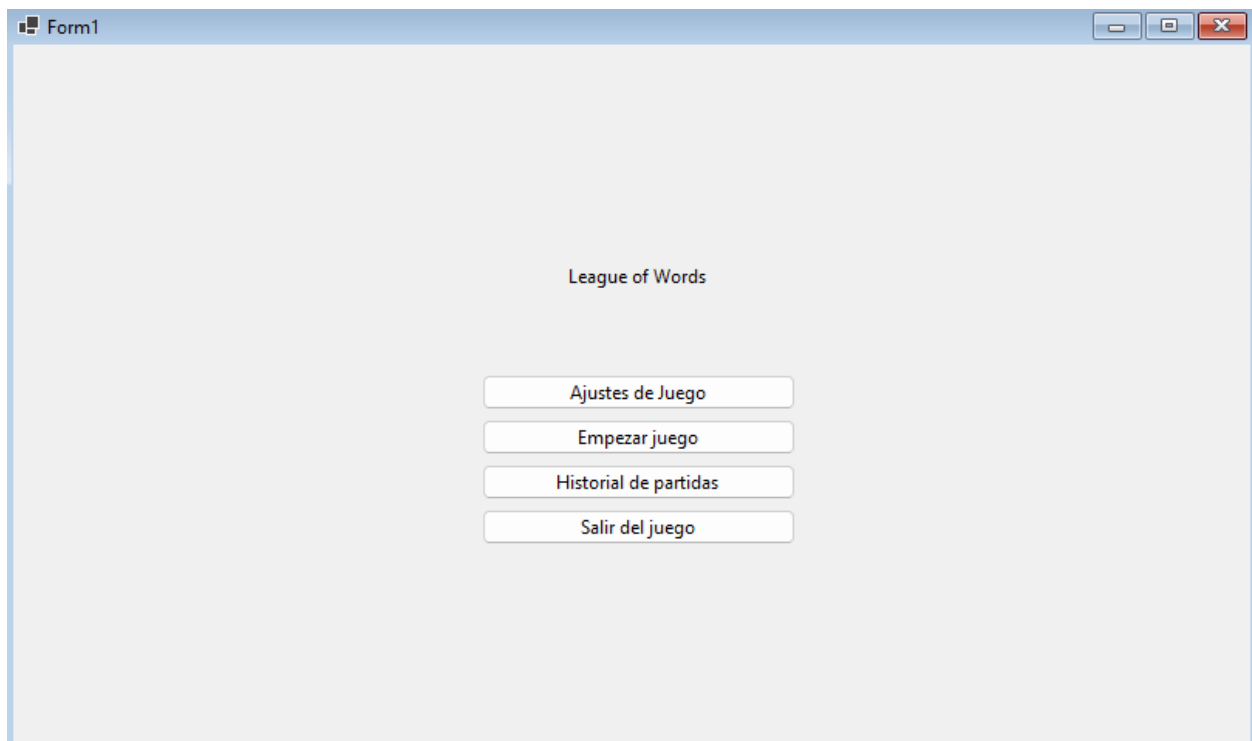 Form1
League of Words
Ajustes de Juego
Empezar juego
Historial de partidas
Salir del juego